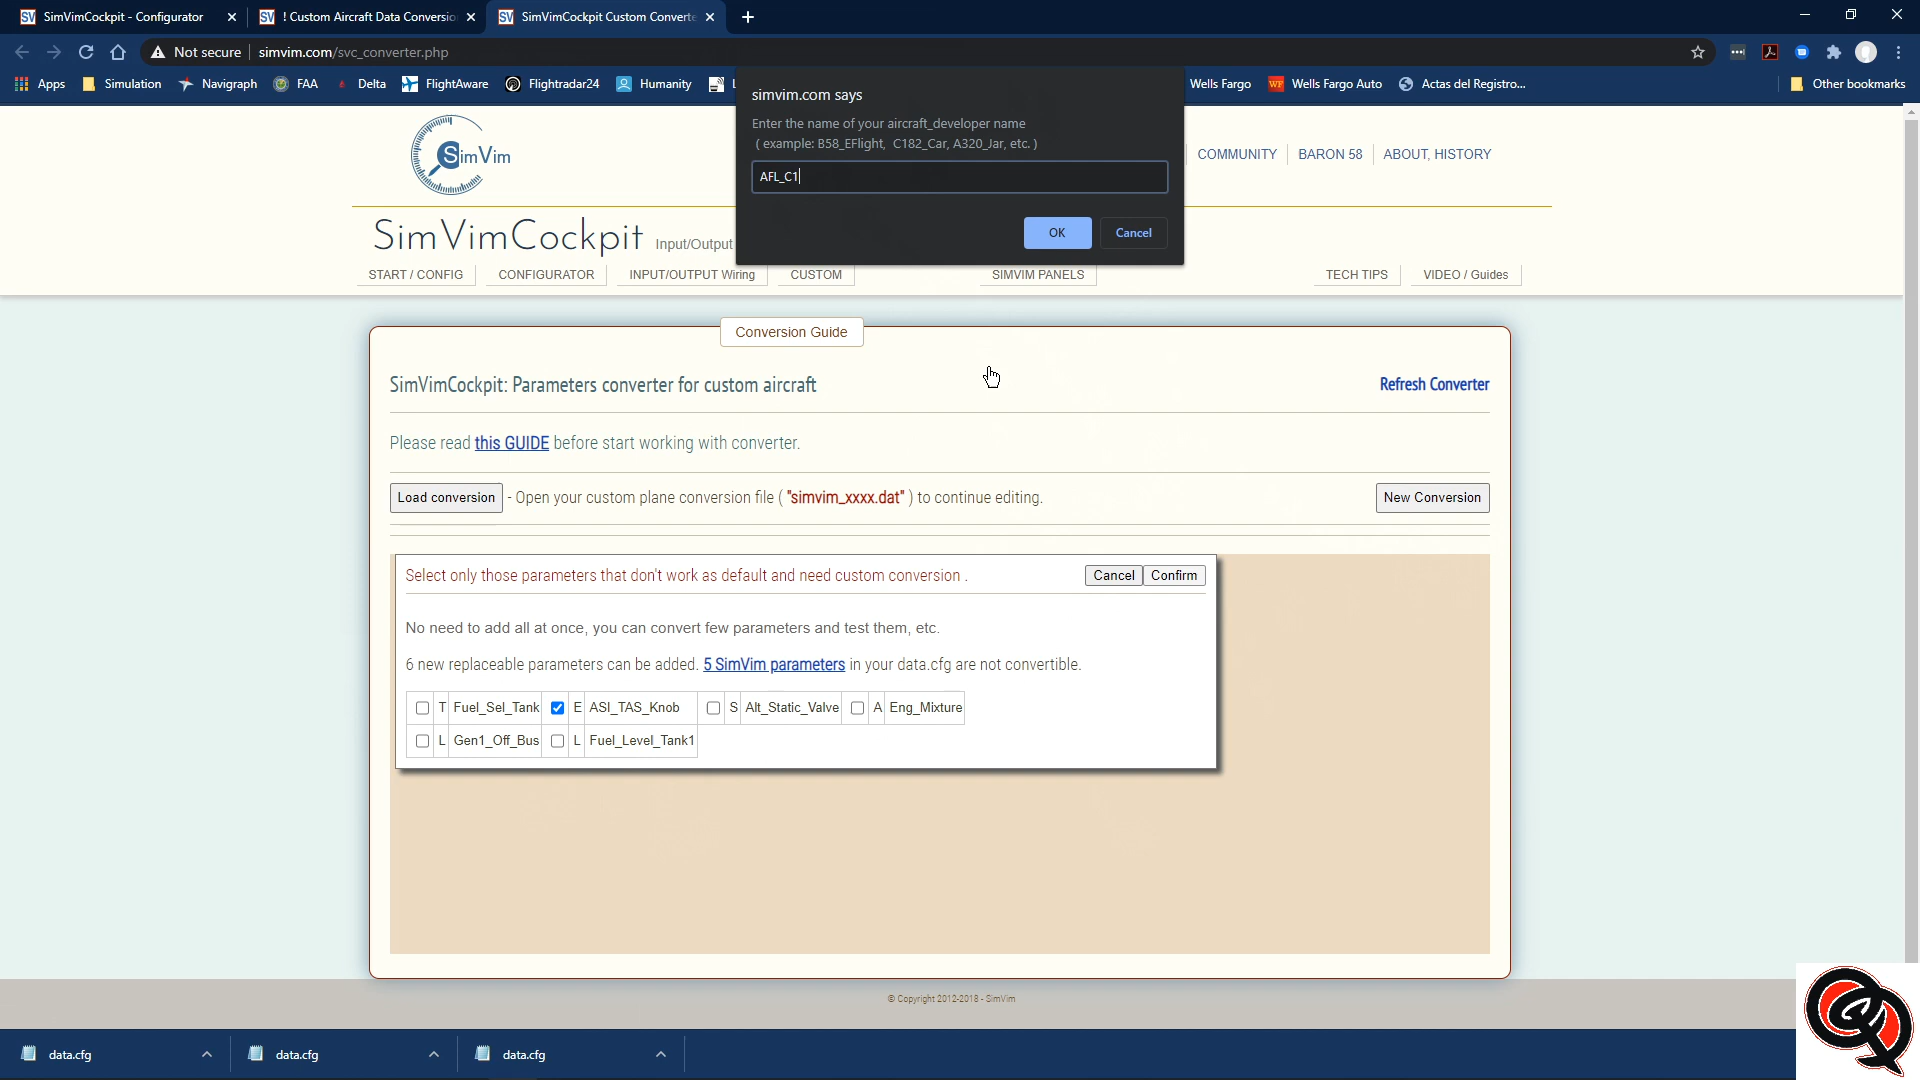 SimVimCockpit - Configurator
! Custom Aircraft Data Conversio
SimVimCockpit Custom Converte
Not secure
simvim.com/svc_converter.php
Apps
Simulation
Navigraph
FAA
Delta
FlightAware
Flightradar24
Humanity
Wells Fargo
Wells Fargo Auto
Actas del Registro...
Other bookmarks
simvim.com says
Enter the name of your aircraft_developer name
( example: B58_EFlight, C182_Car, A320_Jar, etc. )
AFL_C1
OK
Cancel
SimVim
COMMUNITY
BARON 58
ABOUT, HISTORY
SimVimCockpit Input/Output
START / CONFIG
CONFIGURATOR
INPUT/OUTPUT Wiring
CUSTOM
SIMVIM PANELS
TECH TIPS
VIDEO / Guides
Conversion Guide
SimVimCockpit: Parameters converter for custom aircraft
Refresh Converter
Please read this GUIDE before start working with converter.
Load conversion - Open your custom plane conversion file ( "simvim_xxxx.dat" ) to continue editing.
New Conversion
Select only those parameters that don't work as default and need custom conversion .
Cancel
Confirm
No need to add all at once, you can convert few parameters and test them, etc.
6 new replaceable parameters can be added. 5 SimVim parameters in your data.cfg are not convertible.
T Fuel_Sel_Tank E ASI_TAS_Knob S Alt_Static_Valve A Eng_Mixture
L Gen1_Off_Bus L Fuel_Level_Tank1
© Copyright 2012-2018 - SimVim
data.cfg
data.cfg
data.cfg